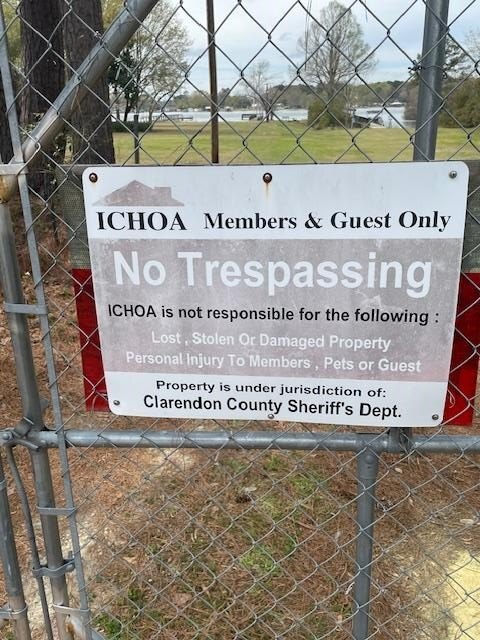 ICHOA Members & Guest Only
No Trespassing
ICHOA is not responsible for the following :
Lost , Stolen Or Damaged Property
Personal Injury To Members , Pets or Guest
Property is under jurisdiction of:
Clarendon County Sheriff's Dept.